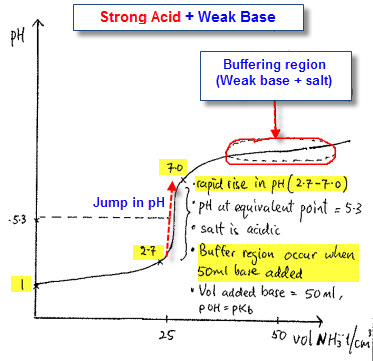 Strong Acid + Weak Base
pH
Buffering region
(Weak base + salt)
7.0
Jump in pH
• rapid rise in pH (2.7-7.0)
• pH at equivalent point = 5.3
5.3
• salt is acidic
2.7
• Buffer region occur when
50ml base added
• Vol added base = 50ml,
pOH = pKb
1
25
50
vol NH3 /cm³